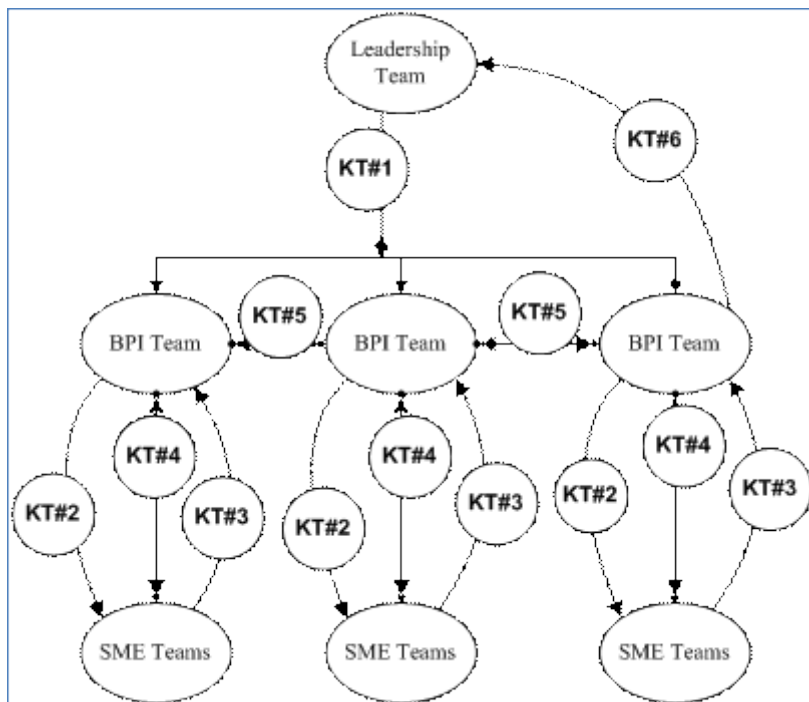 Leadership
Team
KT#1
KT#6
KT#5
KT#5
BPI Team
BPI Team
BPI Team
KT#4
KT#4
KT#4
KT#2
KT#3
KT#2
KT#3
KT#2
KT#3
SME Teams
SME Teams
SME Teams